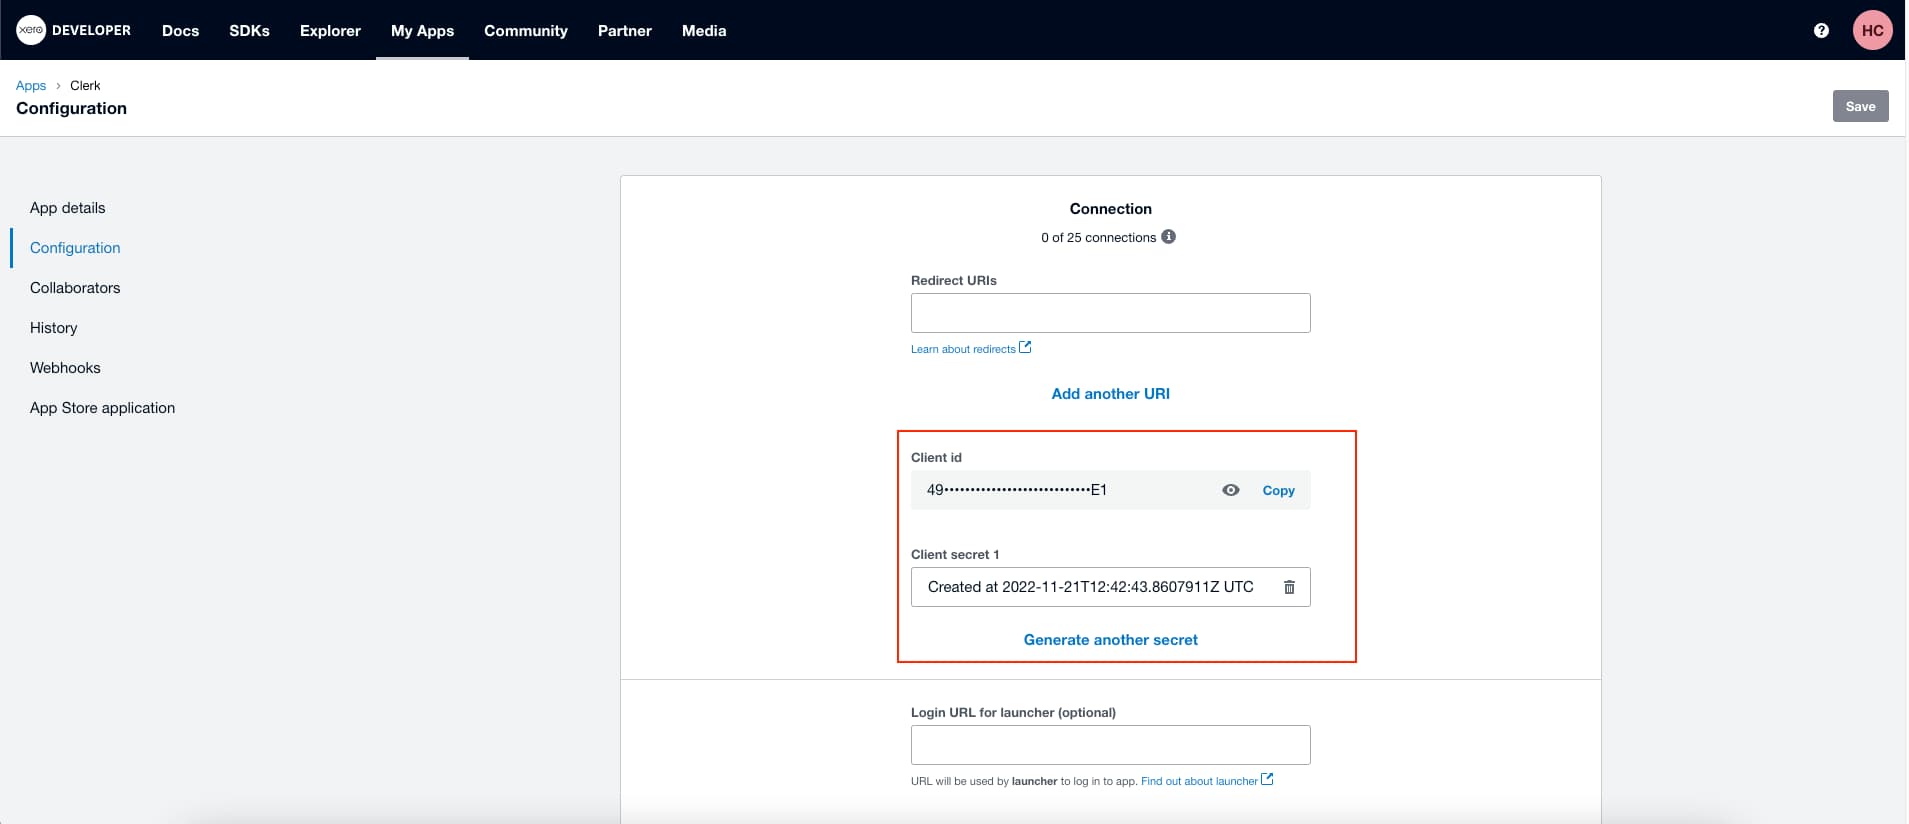 xero DEVELOPER Docs SDKs Explorer My Apps Community Partner Media ? HC
Apps › Clerk
Configuration
Save
App details
Configuration
Collaborators
History
Webhooks
App Store application
Connection
0 of 25 connections i
Redirect URIs
Learn about redirects
Add another URI
Client id
49••••••••••••••••••••••••••••E1 Copy
Client secret 1
Created at 2022-11-21T12:42:43.8607911Z UTC
Generate another secret
Login URL for launcher (optional)
URL will be used by launcher to log in to app. Find out about launcher